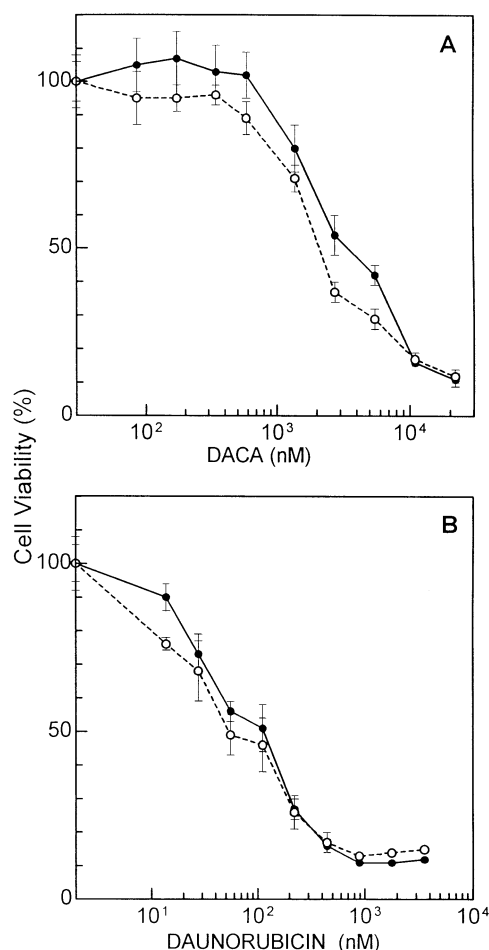 A
100
50
0
10² 10³ 10⁴
DACA (nM)
Cell Viability (%)
B
100
50
0
10¹ 10² 10³ 10⁴
DAUNORUBICIN (nM)